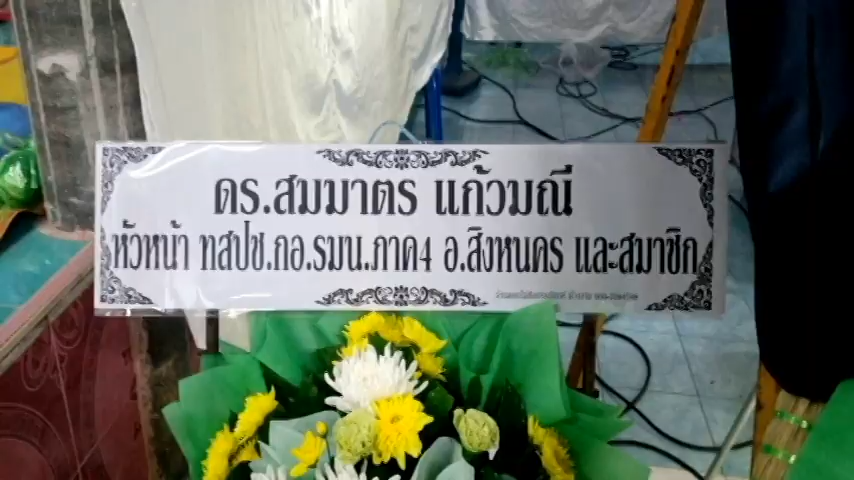 ดร.สมมาตร แก้วมณี
หัวหน้า ทสปช.กอ.รมน.ภาค4 อ.สิงหนคร และสมาชิก